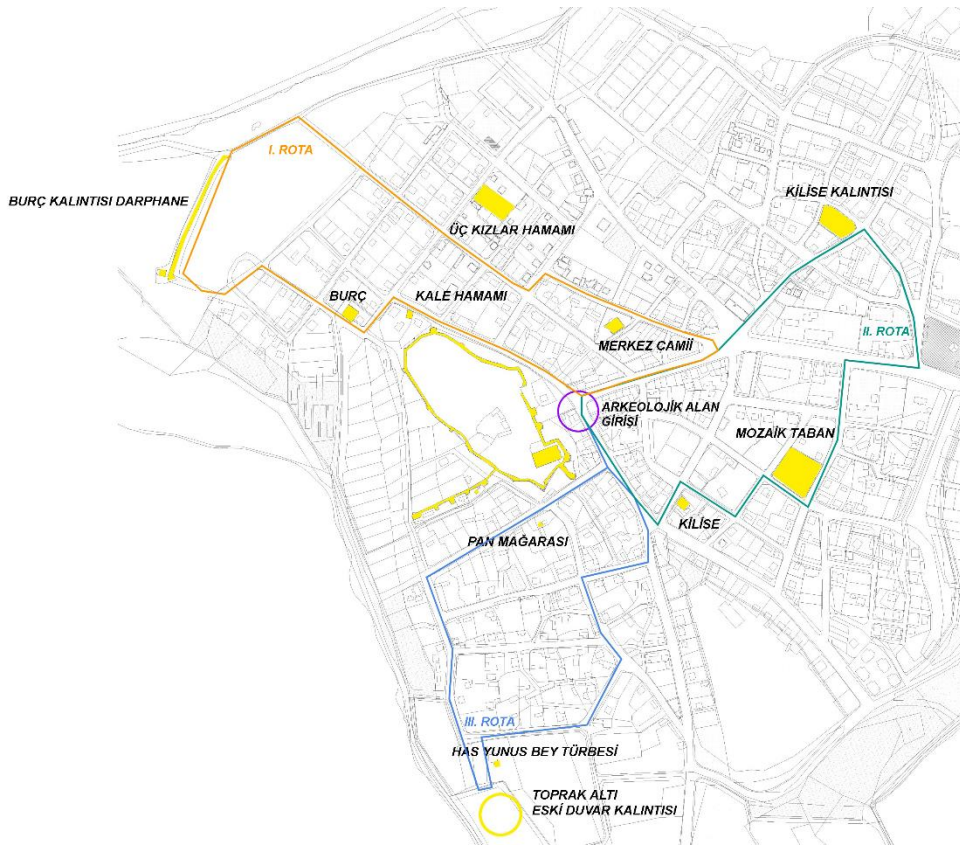 I. ROTA
KİLİSE KALINTISI
BURÇ KALINTISI DARPHANE
ÜÇ KIZLAR HAMAMI
BURÇ
KALE HAMAMI
II. ROTA
MERKEZ ÇAMİİ
ARKEOLOJİK ALAN
GİRİŞİ
MOZAİK TABAN
KİLİSE
PAN MAĞARASI
III. ROTA
HAS YUNUS BEY TÜRBESİ
TOPRAK ALTI
ESKİ DUVAR KALINTISI